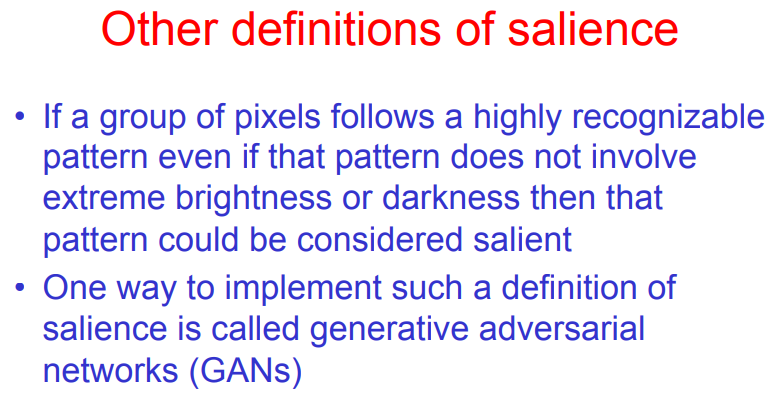 Other definitions of salience
• If a group of pixels follows a highly recognizable
pattern even if that pattern does not involve
extreme brightness or darkness then that
pattern could be considered salient
• One way to implement such a definition of
salience is called generative adversarial
networks (GANs)